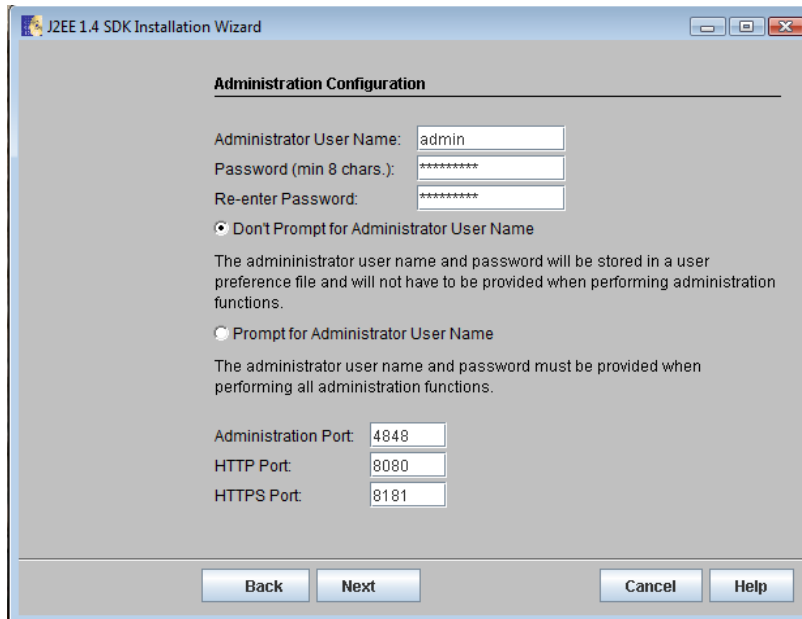 J2EE 1.4 SDK Installation Wizard
Administration Configuration
Administrator User Name: admin
Password (min 8 chars.): *********
Re-enter Password: *********
Don't Prompt for Administrator User Name
The admininistrator user name and password will be stored in a user
preference file and will not have to be provided when performing administration
functions.
Prompt for Administrator User Name
The administrator user name and password must be provided when
performing all administration functions.
Administration Port: 4848
HTTP Port: 8080
HTTPS Port: 8181
Back Next Cancel Help